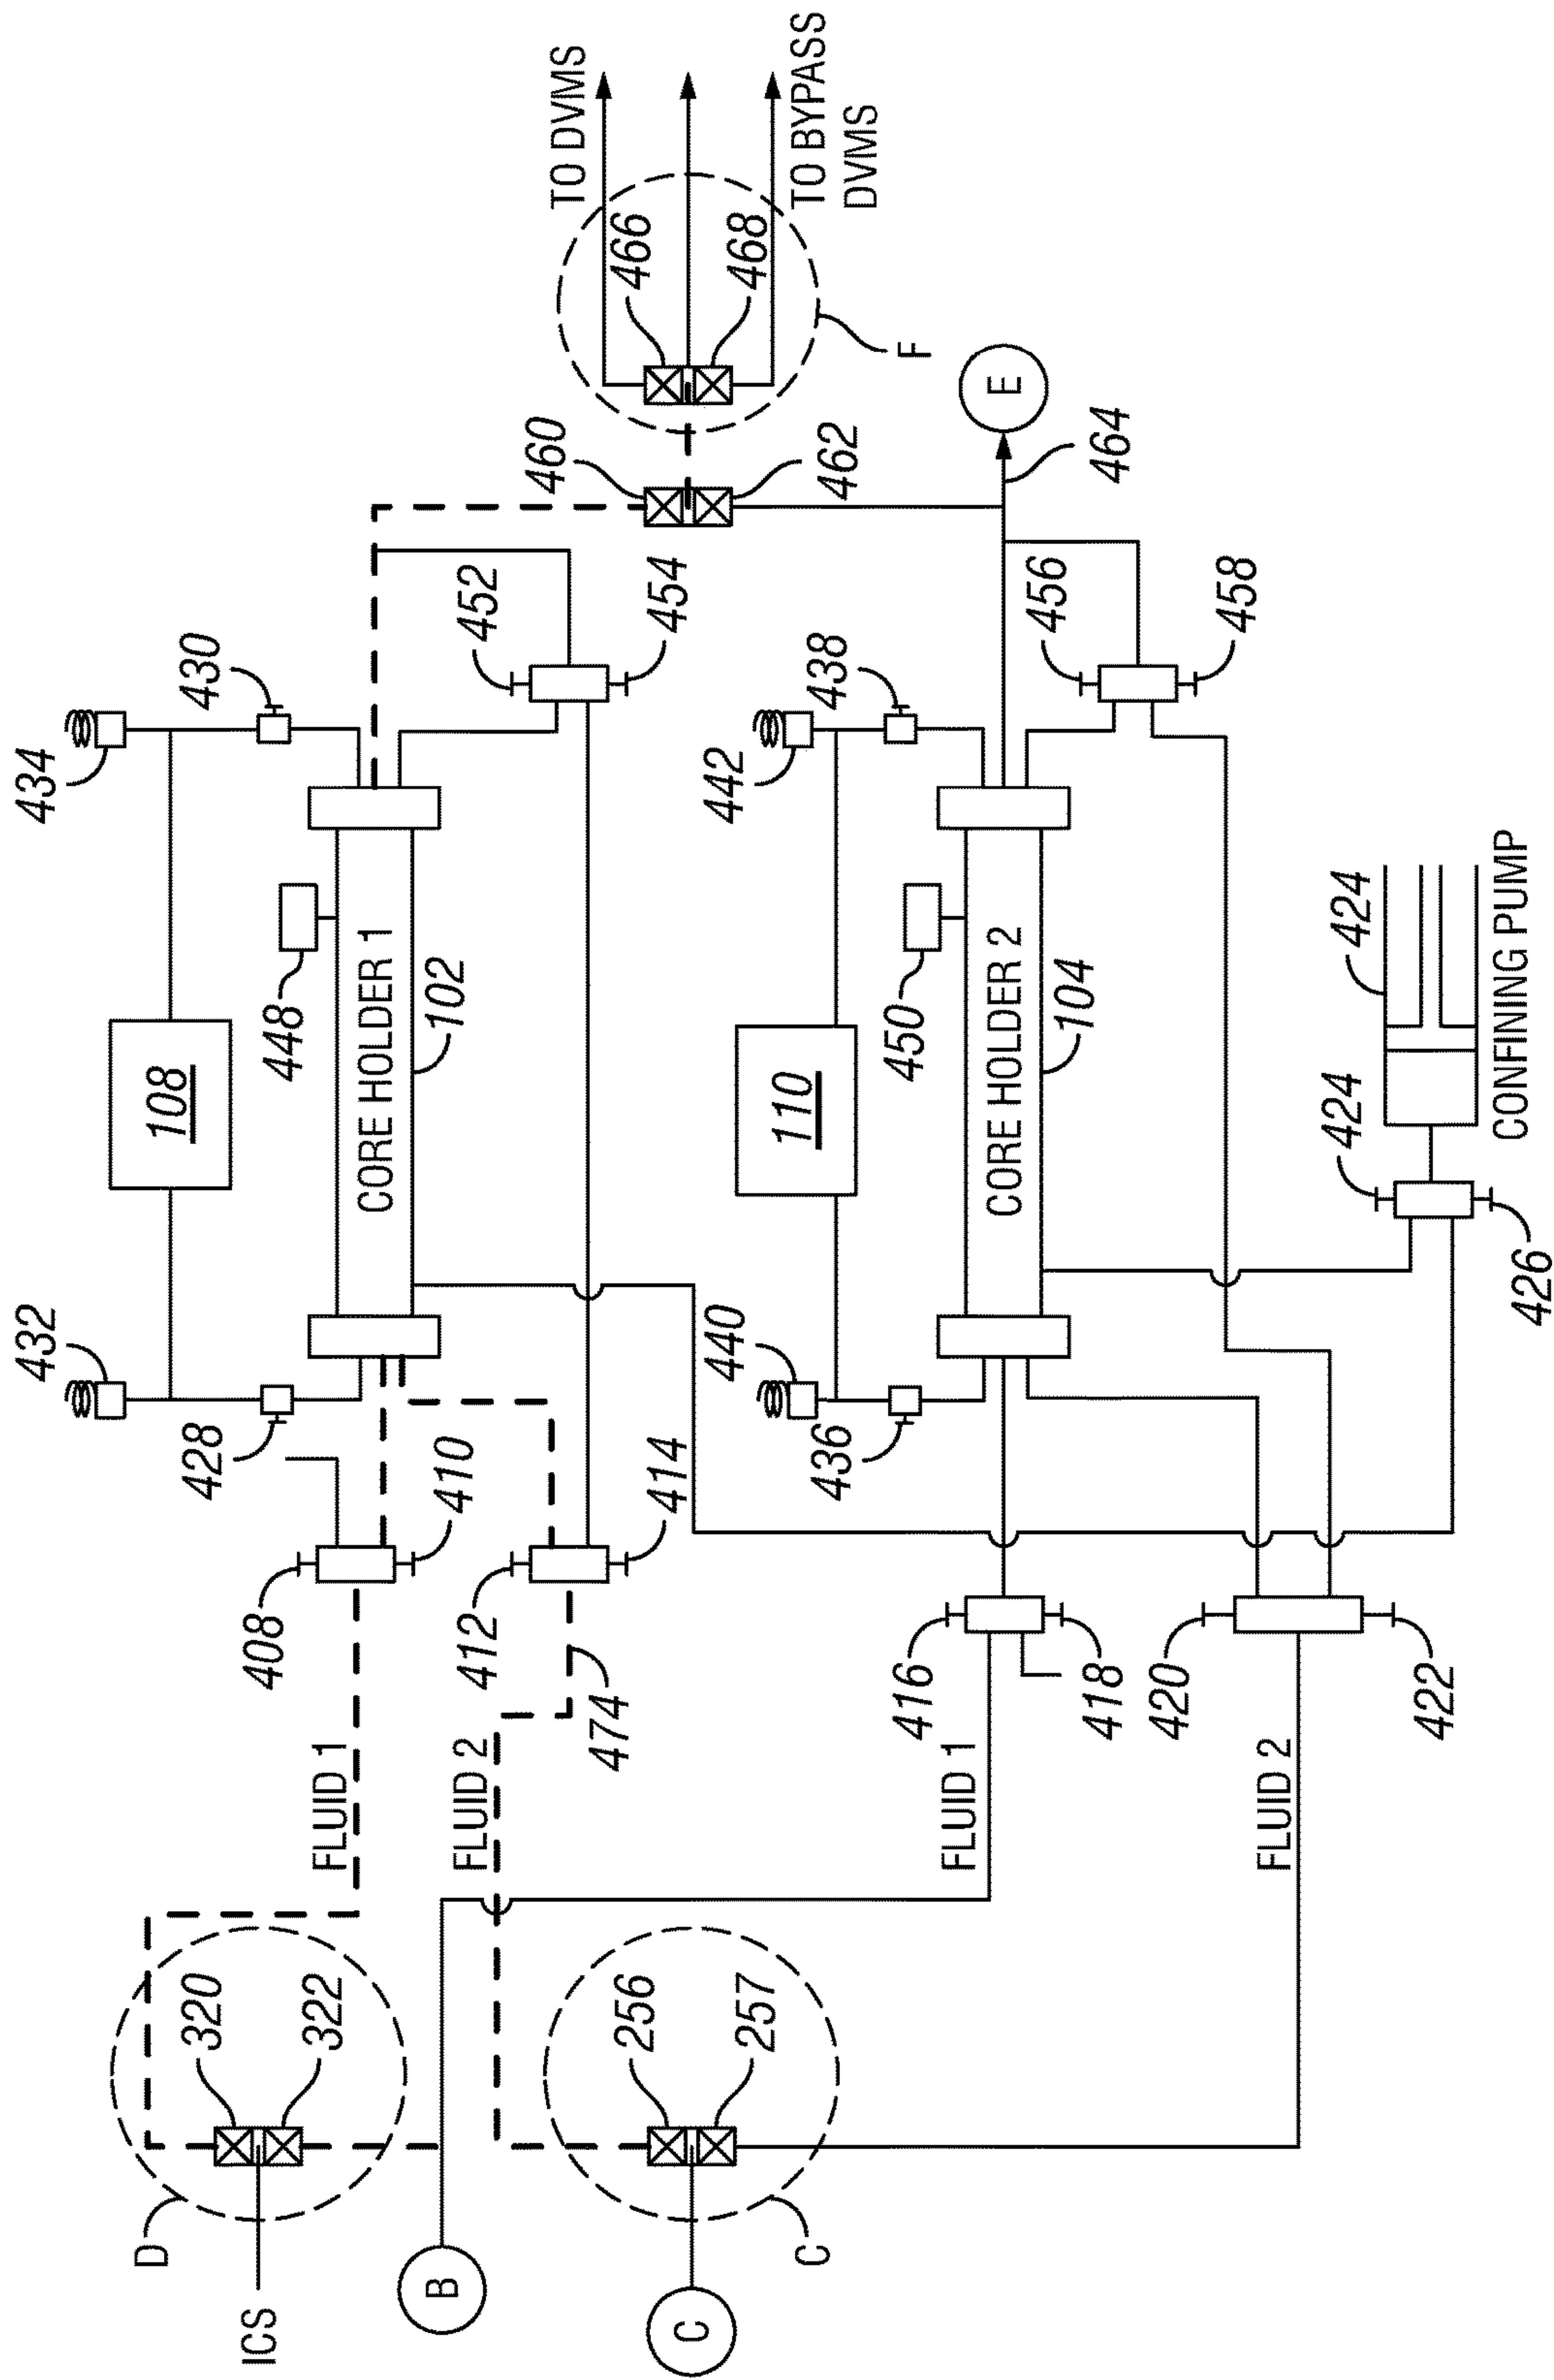 TO DVMS
TO BYPASS
DVMS
466
468
F
460
462
E
464
434
430
452
454
442
438
456
458
108
448
CORE HOLDER 1
102
110
450
CORE HOLDER 2
104
424
424
CONFINING PUMP
426
432
428
440
436
408
410
412
414
474
416
418
420
422
FLUID 1
FLUID 2
FLUID 1
FLUID 2
320
322
256
257
D
C
ICS
B
C